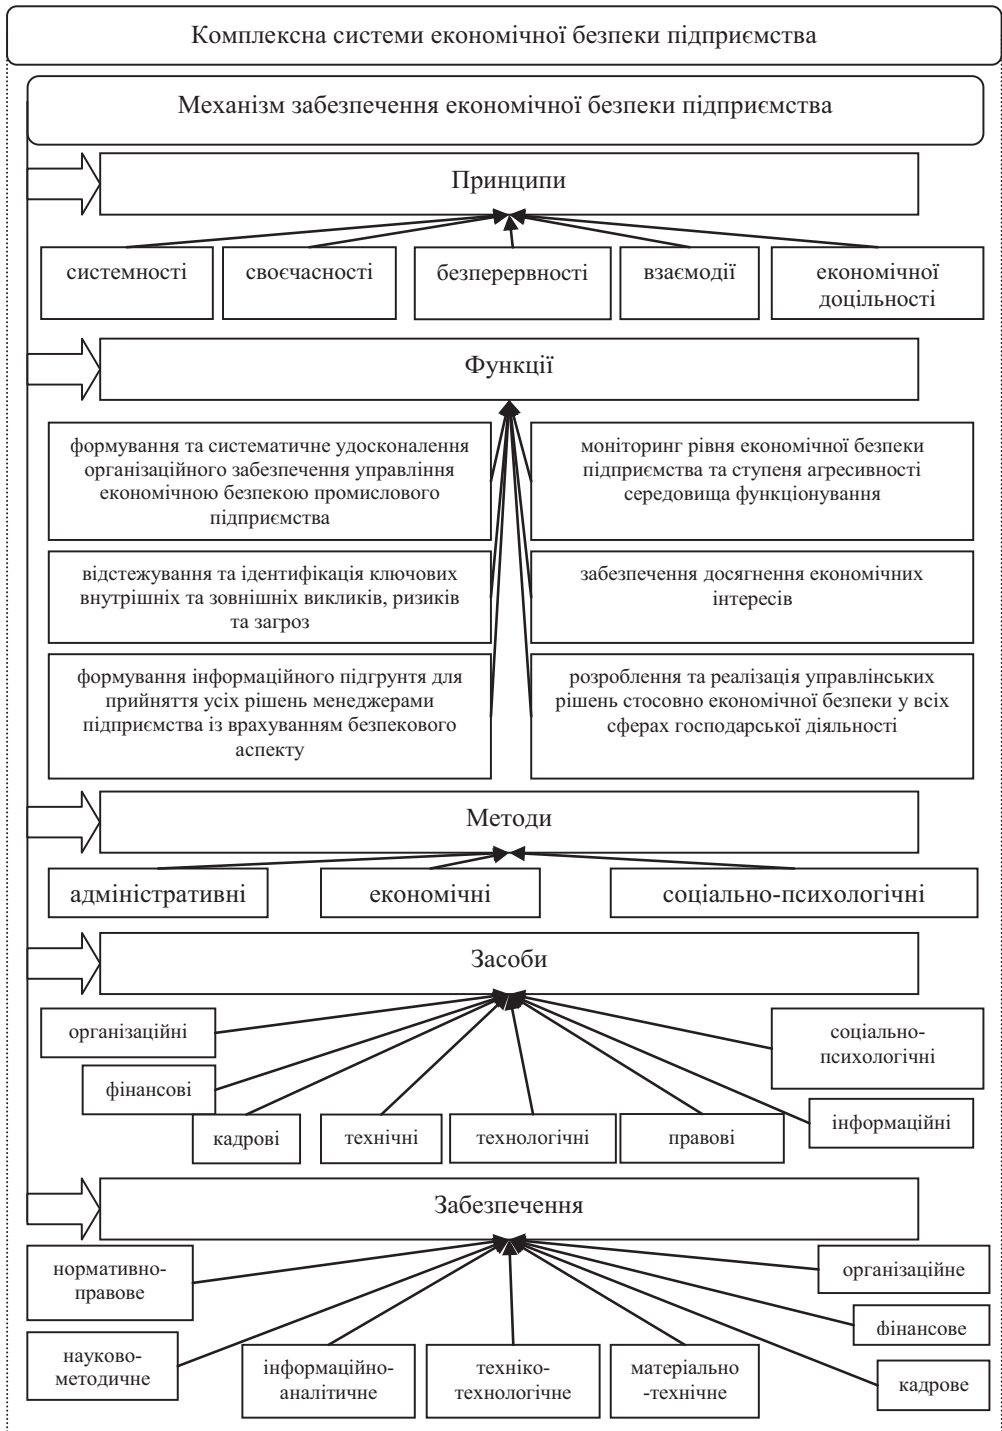 Комплексна системи економічної безпеки підприємства
Механізм забезпечення економічної безпеки підприємства
Принципи
системності
своєчасності
безперервності
взаємодії
економічної
доцільності
Функції
формування та систематичне удосконалення
організаційного забезпечення управління
економічною безпекою промислового
підприємства
моніторинг рівня економічної безпеки
підприємства та ступеня агресивності
середовища функціонування
відстежування та ідентифікація ключових
внутрішніх та зовнішніх викликів, ризиків
та загроз
забезпечення досягнення економічних
інтересів
формування інформаційного підгрунтя для
прийняття усіх рішень менеджерами
підприємства із врахуванням безпекового
аспекту
розроблення та реалізація управлінських
рішень стосовно економічної безпеки у всіх
сферах господарської діяльності
Методи
адміністративні
економічні
соціально-психологічні
Засоби
організаційні
фінансові
кадрові
технічні
технологічні
правові
інформаційні
соціально-
психологічні
Забезпечення
нормативно-
правове
науково-
методичне
інформаційно-
аналітичне
техніко-
технологічне
матеріально
-технічне
кадрове
фінансове
організаційне